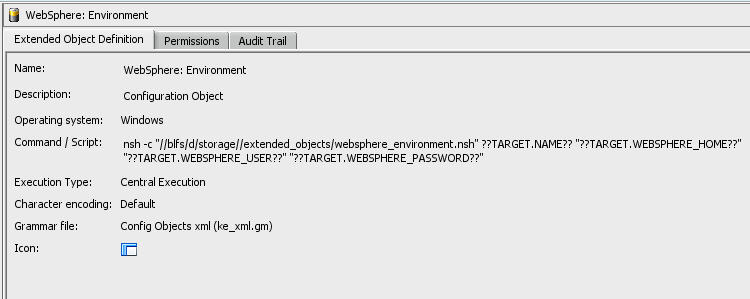 WebSphere: Environment
Extended Object Definition Permissions Audit Trail
Name: WebSphere: Environment
Description: Configuration Object
Operating system: Windows
Command / Script: nsh -c "//blfs/d/storage//extended_objects/websphere_environment.nsh" ??TARGET.NAME?? "??TARGET.WEBSPHERE_HOME??"
"??TARGET.WEBSPHERE_USER??" "??TARGET.WEBSPHERE_PASSWORD??"
Execution Type: Central Execution
Character encoding: Default
Grammar file: Config Objects xml (ke_xml.gm)
Icon: